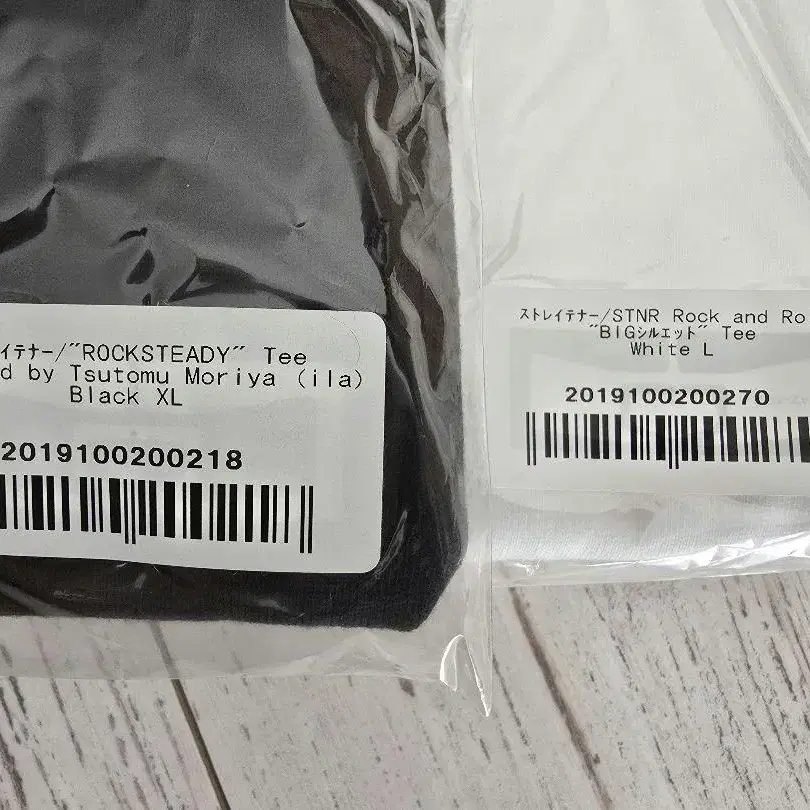 イテナー/"ROCKSTEADY" Tee
d by Tsutomu Moriya (ila)
Black XL
2019100200218
ストレイテナー/STNR Rock and Ro
"BIGシルエット" Tee
White L
2019100200270